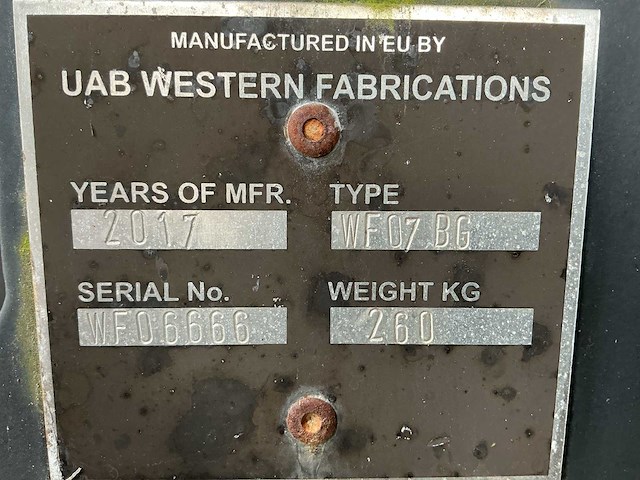 MANUFACTURED IN EU BY
UAB WESTERN FABRICATIONS
YEARS OF MFR. TYPE
2017 WF07 BG
SERIAL No. WEIGHT KG
WF06666 260